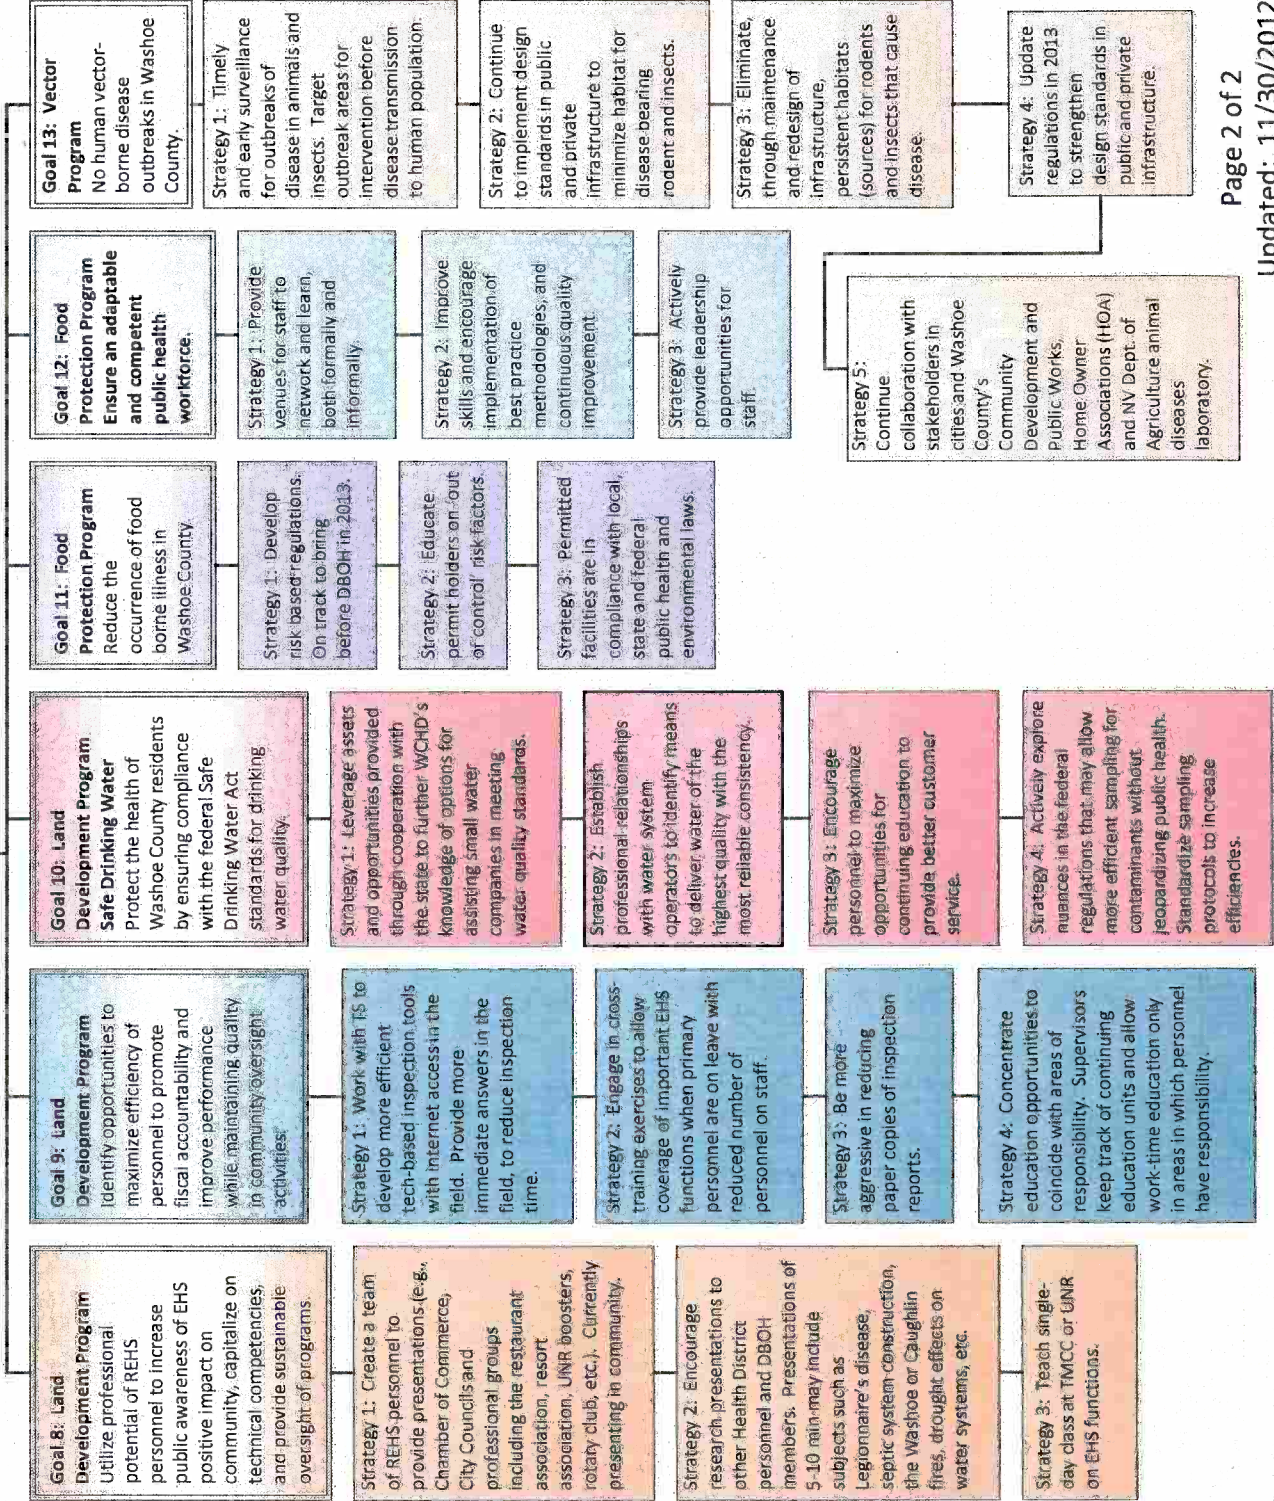 Goal 8: Land
Development Program
Utilize professional
potential of REHS
personnel to increase
public awareness of EHS
positive impact on
community, capitalize on
technical competencies,
and provide sustainable
oversight of programs.
Strategy 1: Create a team
of REHS personnel to
provide presentations (e.g.,
Chamber of Commerce,
City Councils and
professional groups
including the restaurant
association, resort
association, UNR boosters,
rotary club, etc.). Currently
presenting in community.
Strategy 2: Encourage
research presentations to
other Health District
personnel and DBOH
members. Presentations of
5-10 min may include
subjects such as
Legionnaire's disease,
septic system construction,
the Washoe or Caughlin
fires, drought effects on
water systems, etc.
Strategy 3: Teach single-
day class at TMCC or UNR
on EHS functions.
Goal 9: Land
Development Program
Identify opportunities to
maximize efficiency of
personnel to promote
fiscal accountability and
improve performance
while maintaining quality
in community oversight
activities.
Strategy 1: Work with TS to
develop more efficient
tech-based inspection tools
with Internet access in the
field. Provide more
immediate answers in the
field, to reduce inspection
time.
Strategy 2: Engage in cross-
training exercises to allow
coverage of important EHS
functions when primary
personnel are on leave with
reduced number of
personnel on staff.
Strategy 3: Be more
aggressive in reducing
paper copies of inspection
reports.
Strategy 4: Concentrate
education opportunities to
coincide with areas of
responsibility. Supervisors
keep track of continuing
education units and allow
work-time education only
in areas in which personnel
have responsibility.
Goal 10: Land
Development Program
Safe Drinking Water
Protect the health of
Washoe County residents
by ensuring compliance
with the federal Safe
Drinking Water Act
standards for drinking
water quality.
Strategy 1: Leverage assets
and opportunities provided
through cooperation with
the state to further WCHD's
knowledge of options for
assisting small water
companies in meeting
water quality standards.
Strategy 2: Establish
professional relationships
with water system
operators to identify means
to deliver water of the
highest quality with the
most reliable consistency.
Strategy 3: Encourage
personnel to maximize
opportunities for
continuing education to
provide better customer
service.
Strategy 4: Actively explore
nuances in the federal
regulations that may allow
more efficient sampling for
contaminants without
jeopardizing public health.
Standardize sampling
protocols to increase
efficiencies.
Goal 11: Food
Protection Program
Reduce the
occurrence of food
borne illness in
Washoe County.
Strategy 1: Develop
risk based regulations.
On track to bring
before DBOH in 2013.
Strategy 2: Educate
permit holders on 'out
of control' risk factors.
Strategy 3: Permitted
facilities are in
compliance with local,
state and federal
public health and
environmental laws.
Goal 12: Food
Protection Program
Ensure an adaptable
and competent
public health
workforce.
Strategy 1: Provide
venues for staff to
network and learn,
both formally and
informally.
Strategy 2: Improve
skills and encourage
implementation of
best practice
methodologies, and
continuous quality
improvement.
Strategy 3: Actively
provide leadership
opportunities for
staff.
Goal 13: Vector
Program
No human vector-
borne disease
outbreaks in Washoe
County.
Strategy 1: Timely
and early surveillance
for outbreaks of
disease in animals and
insects. Target
outbreak areas for
intervention before
disease transmission
to human population.
Strategy 2: Continue
to implement design
standards in public
and private
infrastructure to
minimize habitat for
disease-bearing
rodent and insects.
Strategy 3: Eliminate,
through maintenance
and redesign of
infrastructure,
persistent habitats
(sources) for rodents
and insects that cause
disease.
Strategy 4: Update
regulations in 2013
to strengthen
design standards in
public and private
infrastructure.
Strategy 5:
Continue
collaboration with
stakeholders in
cities and Washoe
County's
Community
Development and
Public Works,
Home Owner
Associations (HOA)
and NV Dept. of
Agriculture animal
diseases
laboratory.
Page 2 of 2
Updated: 11/30/2012